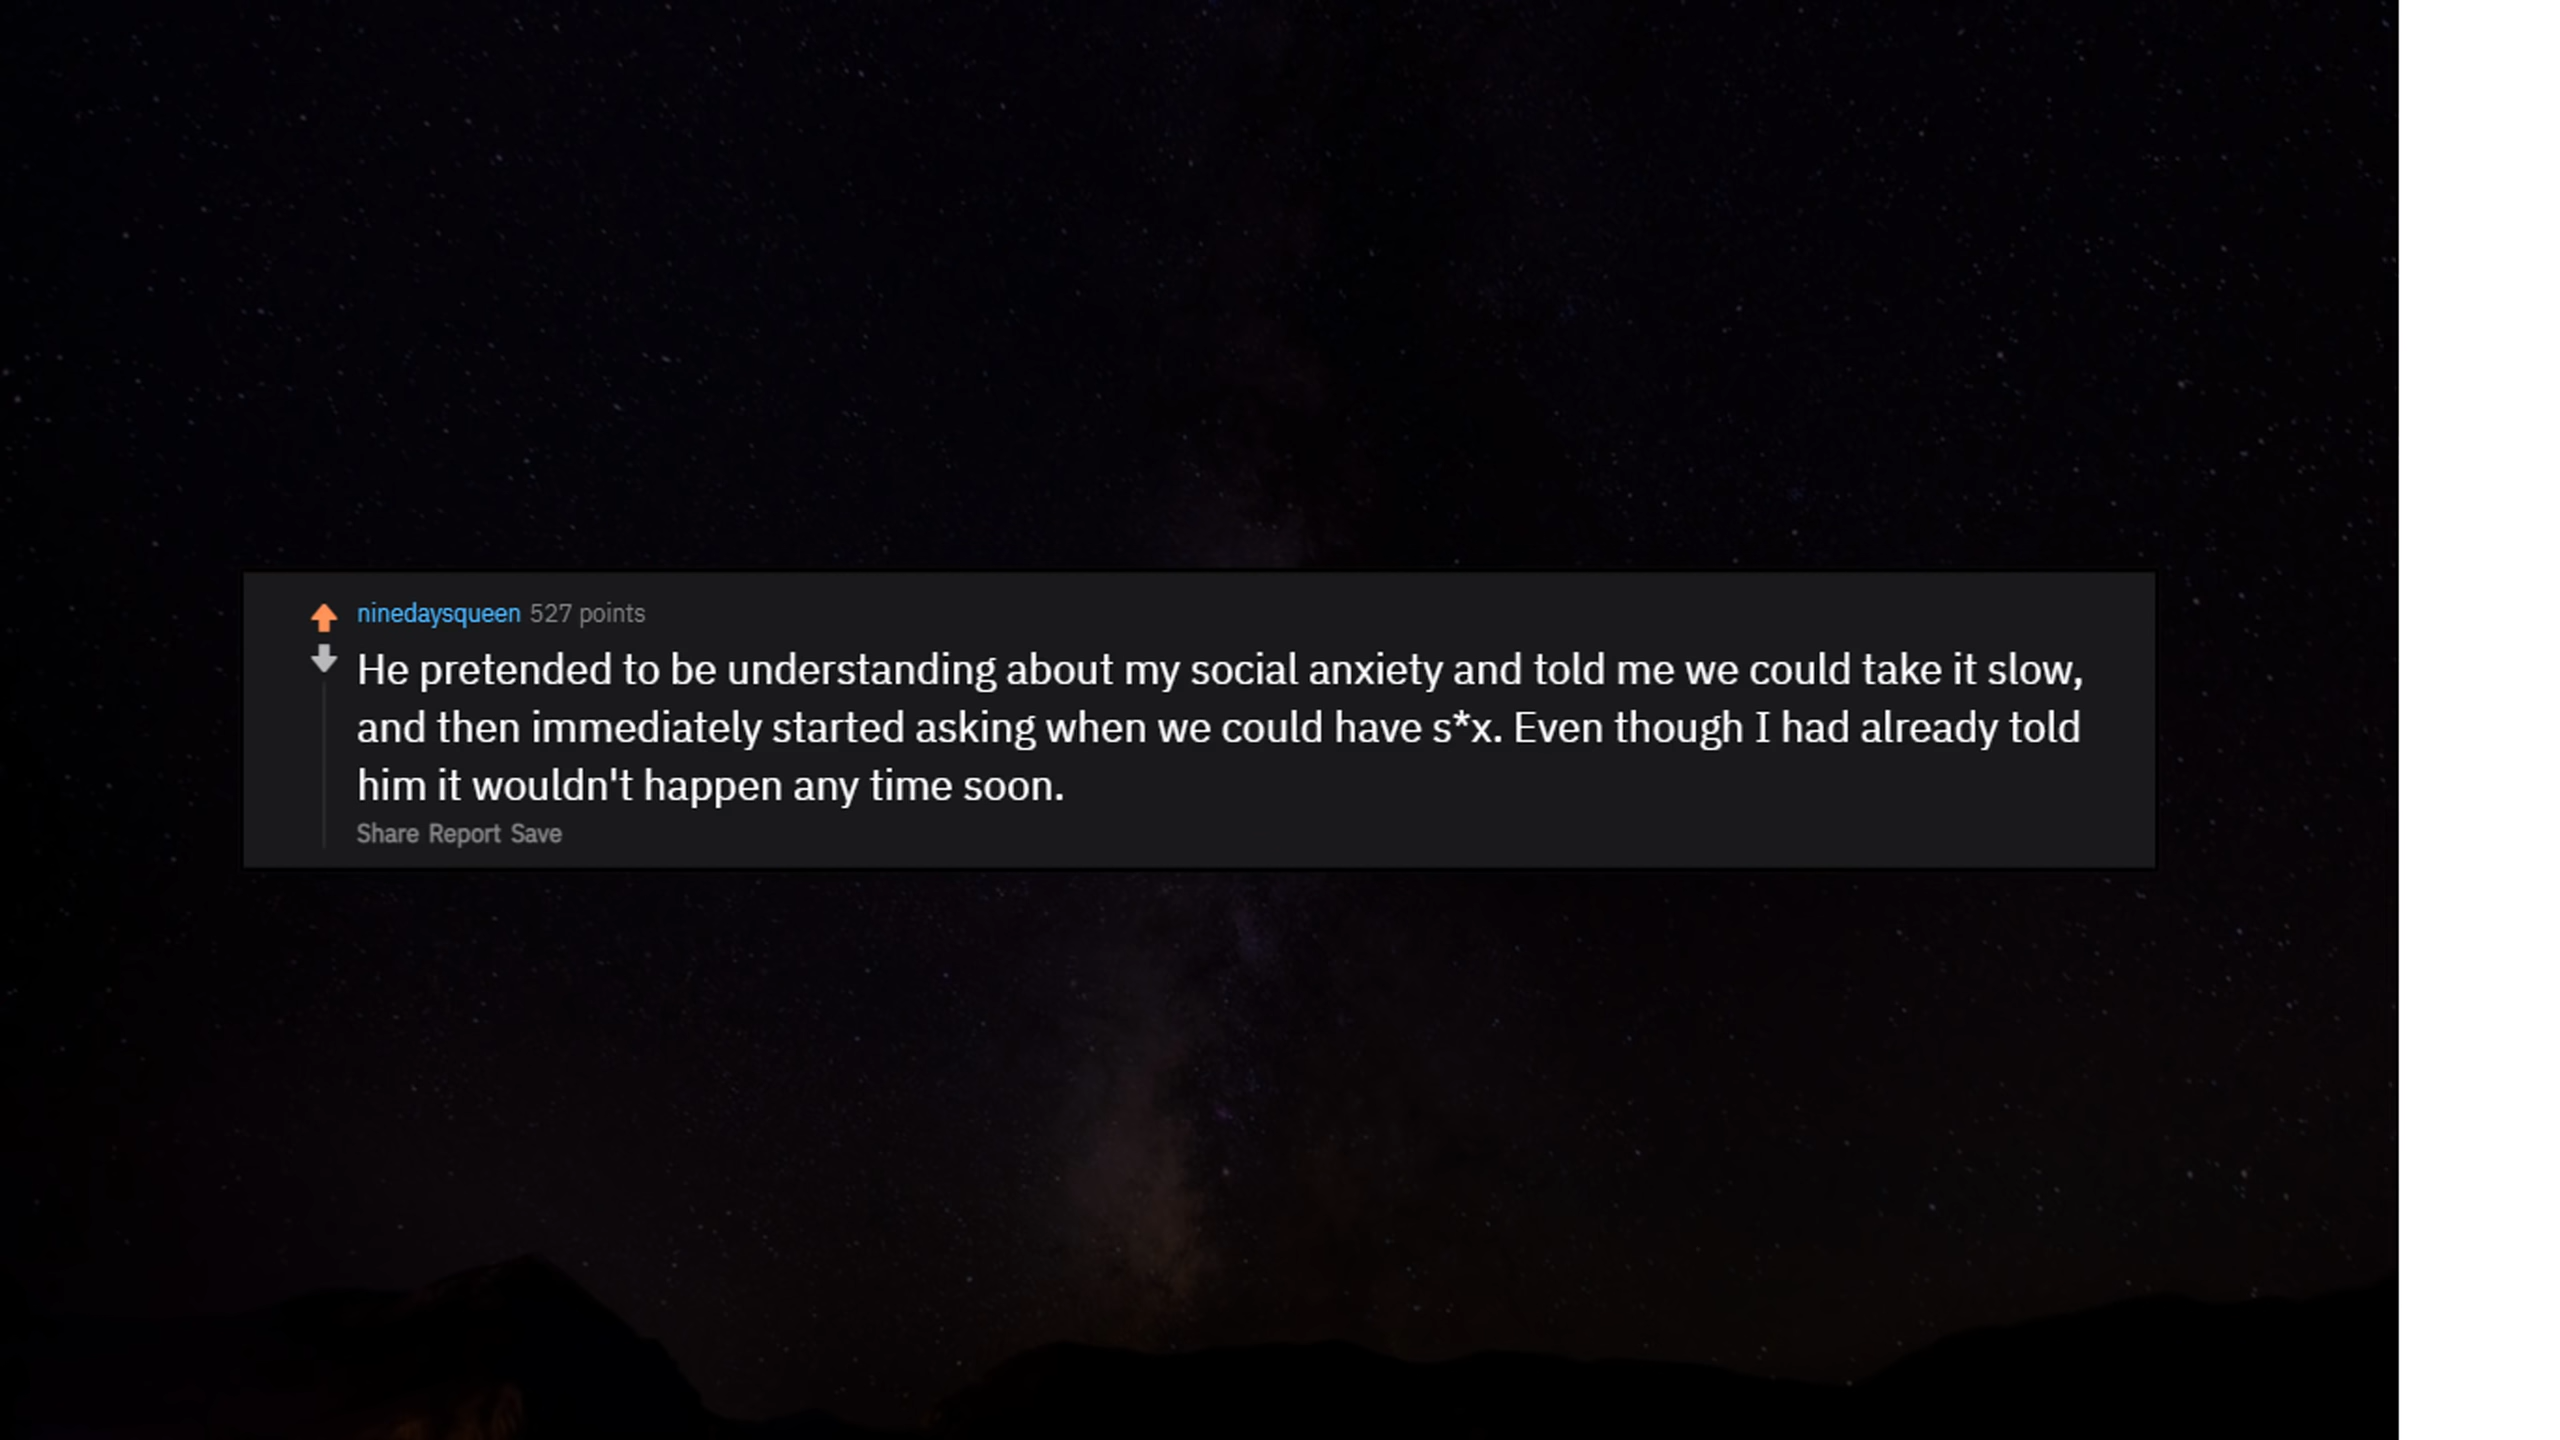 ninedaysqueen 527 points
He pretended to be understanding about my social anxiety and told me we could take it slow,
and then immediately started asking when we could have s*x. Even though I had already told
him it wouldn't happen any time soon.
Share Report Save